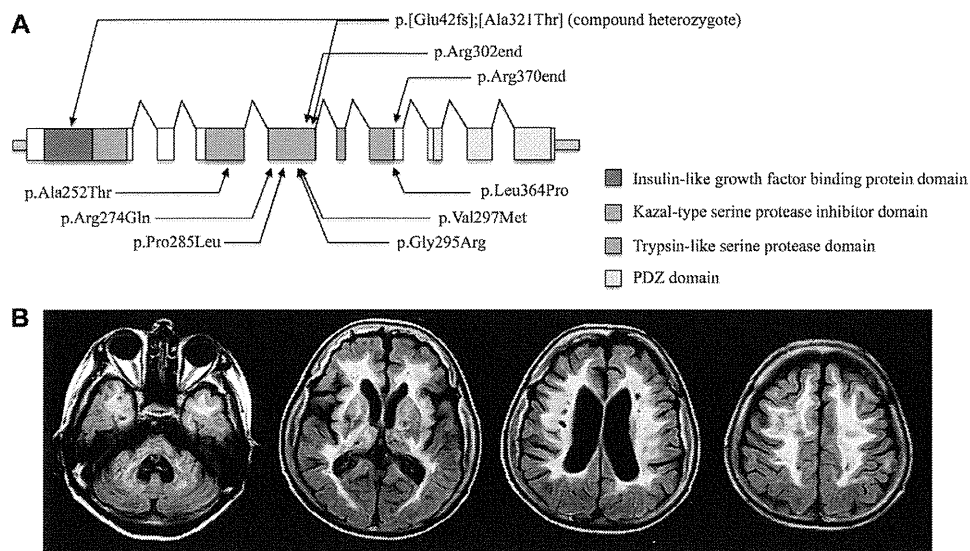 A
p.[Glu42fs];[Ala321Thr] (compound heterozygote)
p.Arg302end
p.Arg370end
p.Ala252Thr
p.Leu364Pro
p.Arg274Gln
p.Val297Met
p.Pro285Leu
p.Gly295Arg
Insulin-like growth factor binding protein domain
Kazal-type serine protease inhibitor domain
Trypsin-like serine protease domain
PDZ domain
B